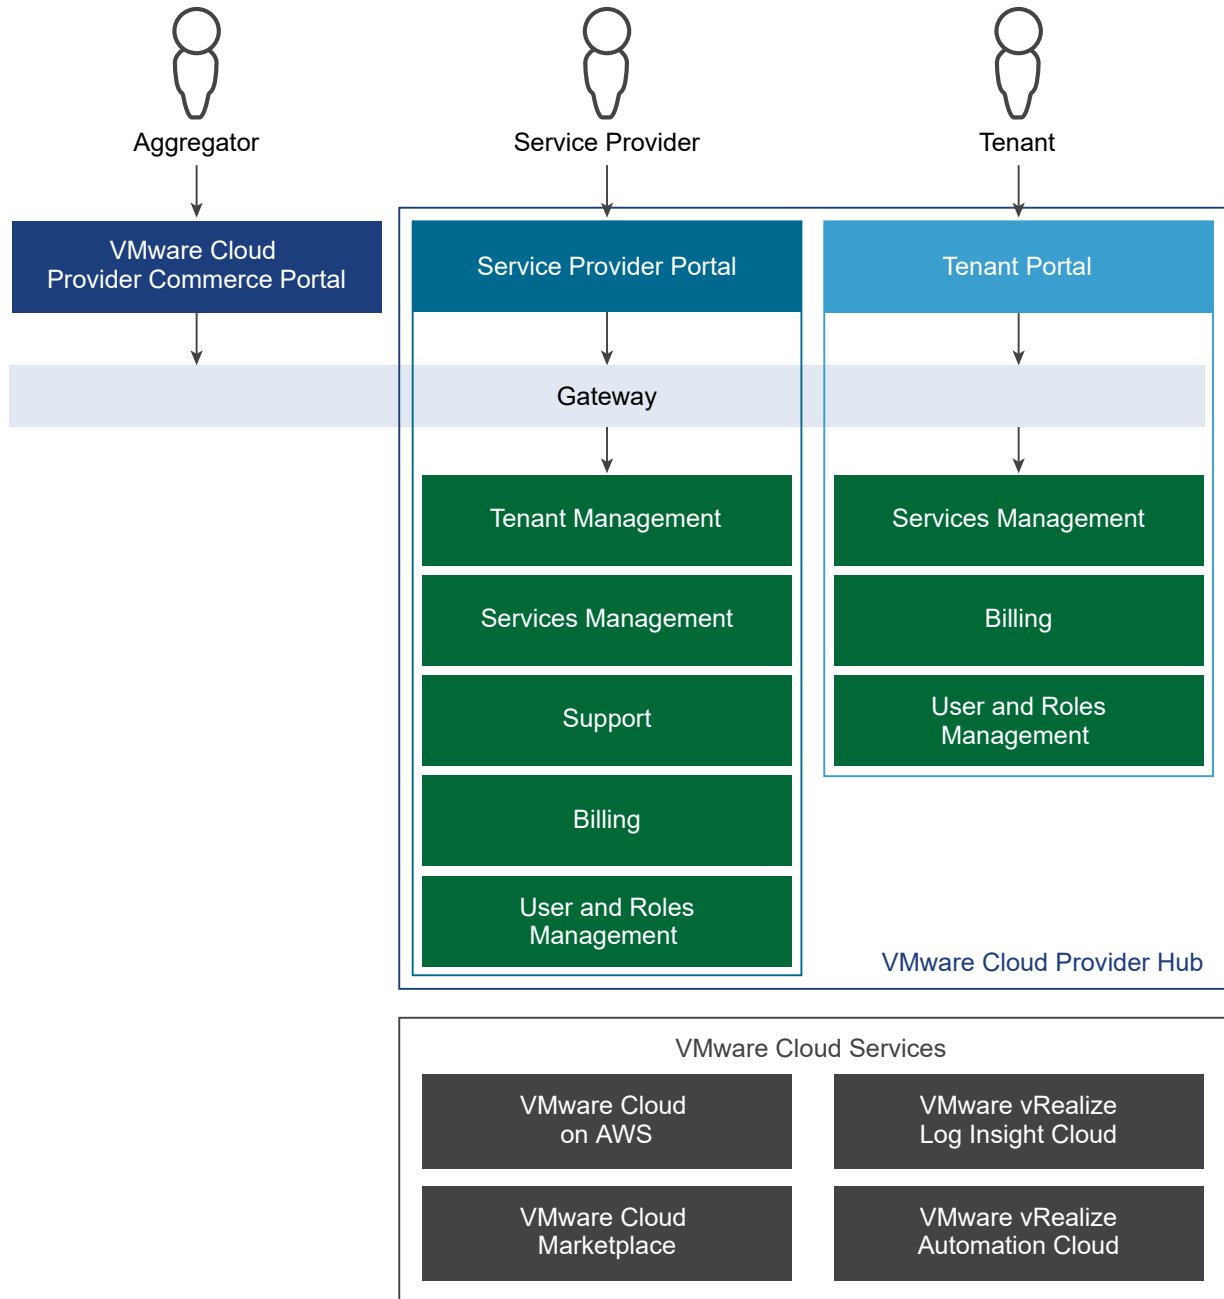 Aggregator
Service Provider
Tenant
VMware Cloud
Provider Commerce Portal
Service Provider Portal
Tenant Portal
Gateway
Tenant Management
Services Management
Support
Billing
User and Roles
Management
Services Management
Billing
User and Roles
Management
VMware Cloud Provider Hub
VMware Cloud Services
VMware Cloud
on AWS
VMware vRealize
Log Insight Cloud
VMware Cloud
Marketplace
VMware vRealize
Automation Cloud